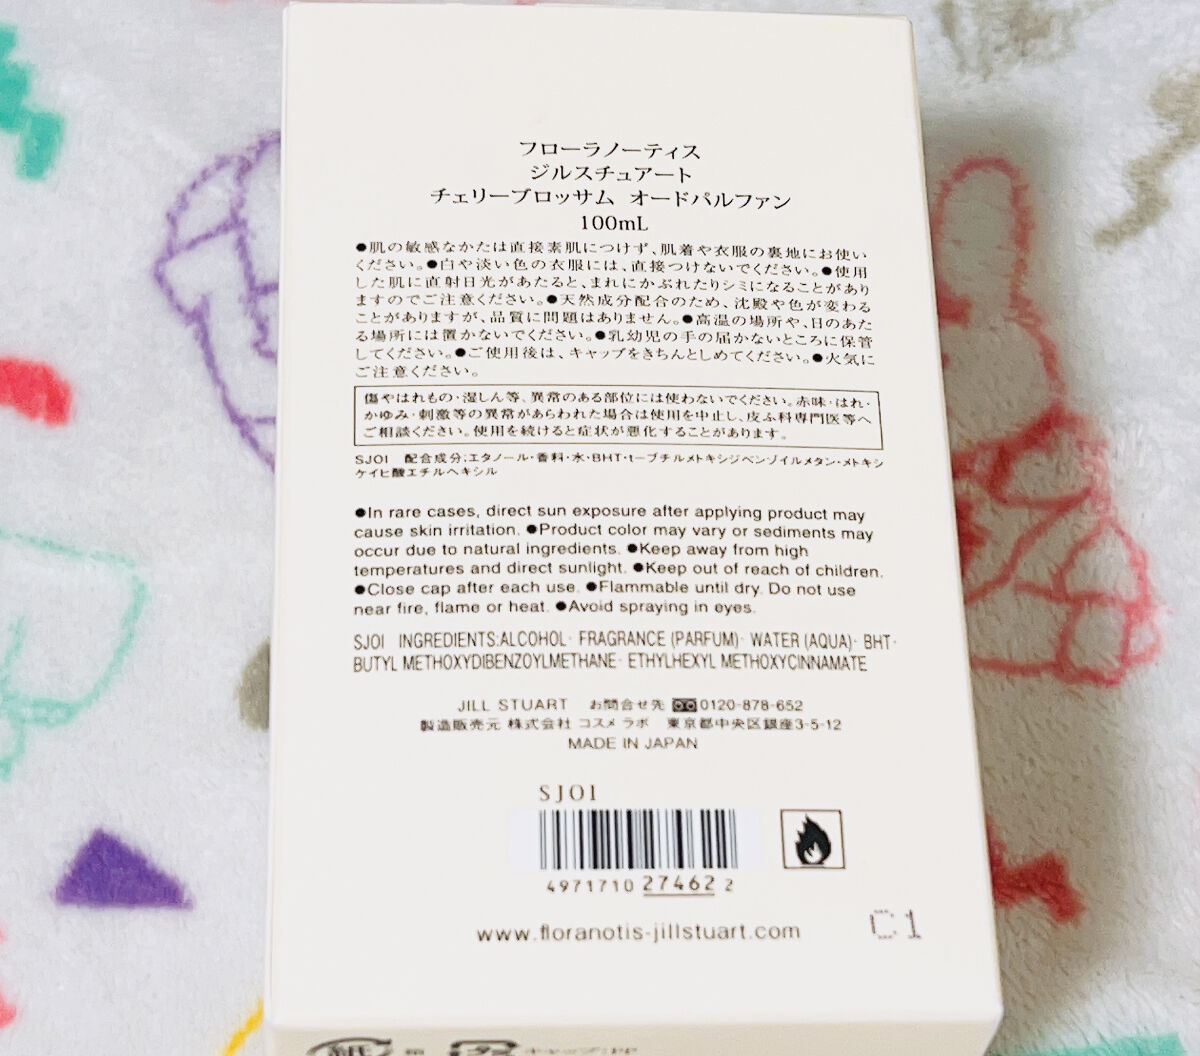 フローラノーティス
ジルスチュアート
チェリーブロッサム オードパルファン
100mL
●肌の敏感なかたは直接素肌につけず、肌着や衣服の裏地にお使い
ください。●白や淡い色の衣服には、直接つけないでください。●使用
した肌に直射日光があたると、まれにかぶれたりシミになることがあり
ますのでご注意ください。●天然成分配合のため、沈殿や色が変わる
ことがありますが、品質に問題はありません。●高温の場所や、日のあた
る場所には置かないでください。●乳幼児の手の届かないところに保管
してください。●ご使用後は、キャップをきちんとしめてください。●火気に
ご注意ください。
傷やはれもの・湿しん等、異常のある部位には使わないでください。赤味・はれ・
かゆみ・刺激等の異常があらわれた場合は使用を中止し、皮ふ科専門医等へ
ご相談ください。使用を続けると症状が悪化することがあります。
SJ01 配合成分;エタノール・香料・水・BHT・t-ブチルメトキシジベンゾイルメタン・メトキシ
ケイヒ酸エチルヘキシル
●In rare cases, direct sun exposure after applying product may
cause skin irritation. ●Product color may vary or sediments may
occur due to natural ingredients. ●Keep away from high
temperatures and direct sunlight. ●Keep out of reach of children.
●Close cap after each use. ●Flammable until dry. Do not use
near fire, flame or heat. ●Avoid spraying in eyes.
SJ01 INGREDIENTS:ALCOHOL· FRAGRANCE (PARFUM)· WATER (AQUA)· BHT·
BUTYL METHOXYDIBENZOYLMETHANE· ETHYLHEXYL METHOXYCINNAMATE
JILL STUART お問合せ先 0120-878-652
製造販売元 株式会社 コスメ ラボ 東京都中央区銀座3-5-12
MADE IN JAPAN
SJ01
4971710 27462 2
www.floranotis-jillstuart.com
C1